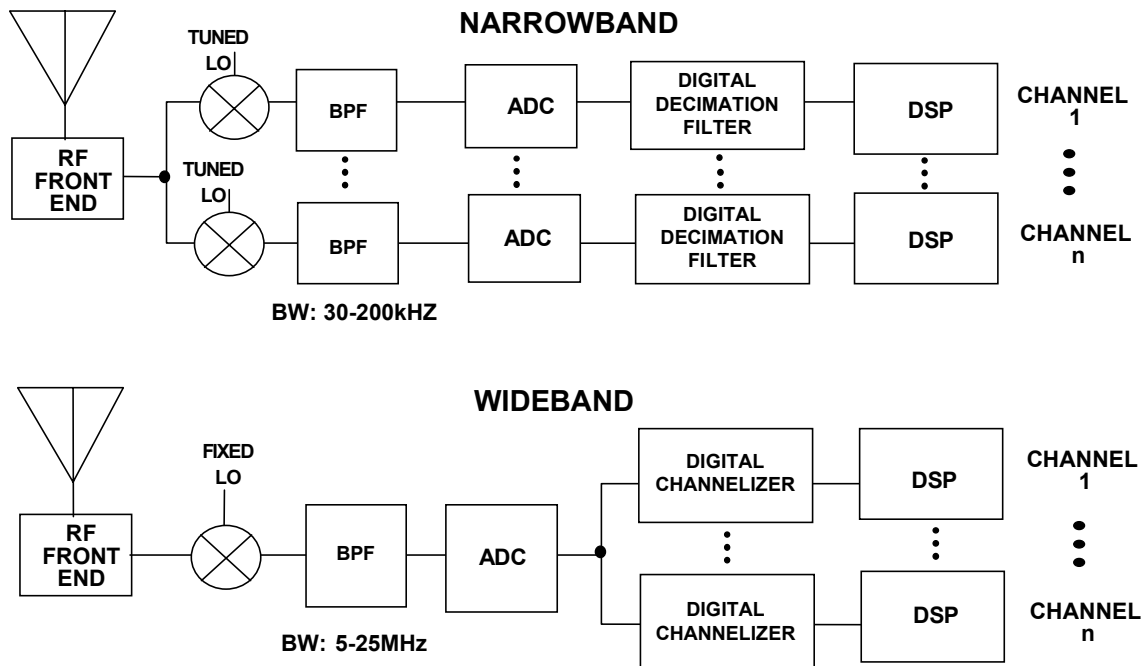 NARROWBAND
TUNED
LO
BPF
ADC
DIGITAL
DECIMATION
FILTER
DSP
CHANNEL
1
RF
FRONT
END
TUNED
LO
BPF
ADC
DIGITAL
DECIMATION
FILTER
DSP
CHANNEL
n
BW: 30-200kHZ
WIDEBAND
FIXED
LO
RF
FRONT
END
BPF
ADC
DIGITAL
CHANNELIZER
DSP
CHANNEL
1
DIGITAL
CHANNELIZER
DSP
CHANNEL
n
BW: 5-25MHz